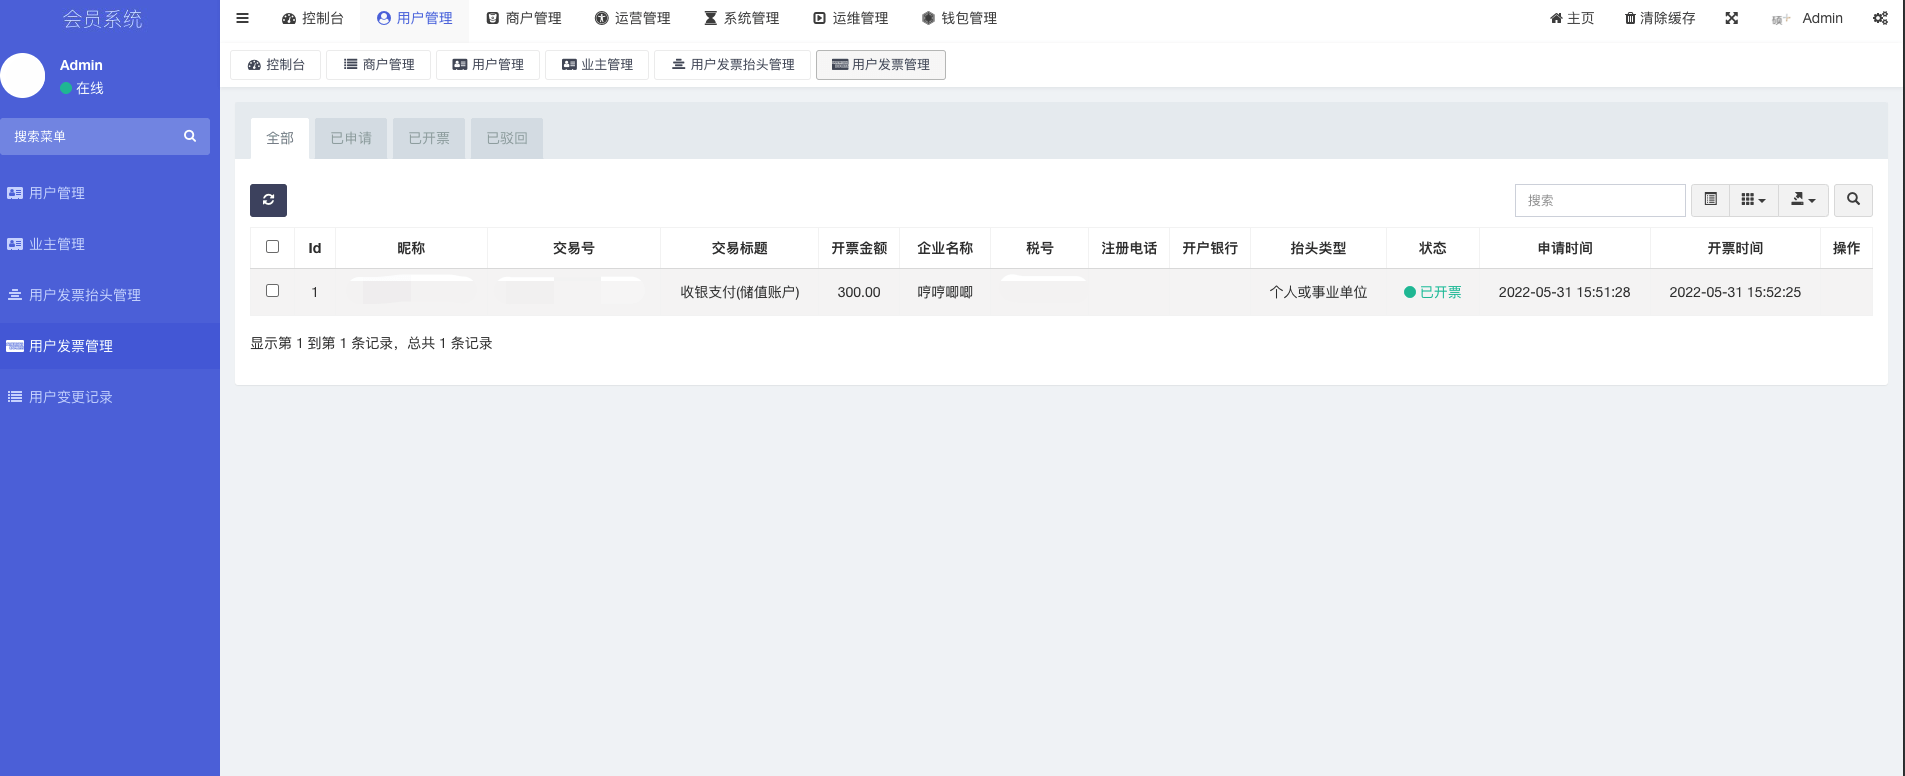 会员系统
控制台 用户管理 商户管理 运营管理 系统管理 运维管理 钱包管理 主页 清除缓存 Admin
Admin
在线
搜索菜单
用户管理
业主管理
用户发票抬头管理
用户发票管理
用户变更记录
控制台 商户管理 用户管理 业主管理 用户发票抬头管理 用户发票管理
全部 已申请 已开票 已驳回
搜索
Id 昵称 交易号 交易标题 开票金额 企业名称 税号 注册电话 开户银行 抬头类型 状态 申请时间 开票时间 操作
1 收银支付(储值账户) 300.00 哼哼唧唧 个人或事业单位 已开票 2022-05-31 15:51:28 2022-05-31 15:52:25
显示第 1 到第 1 条记录，总共 1 条记录